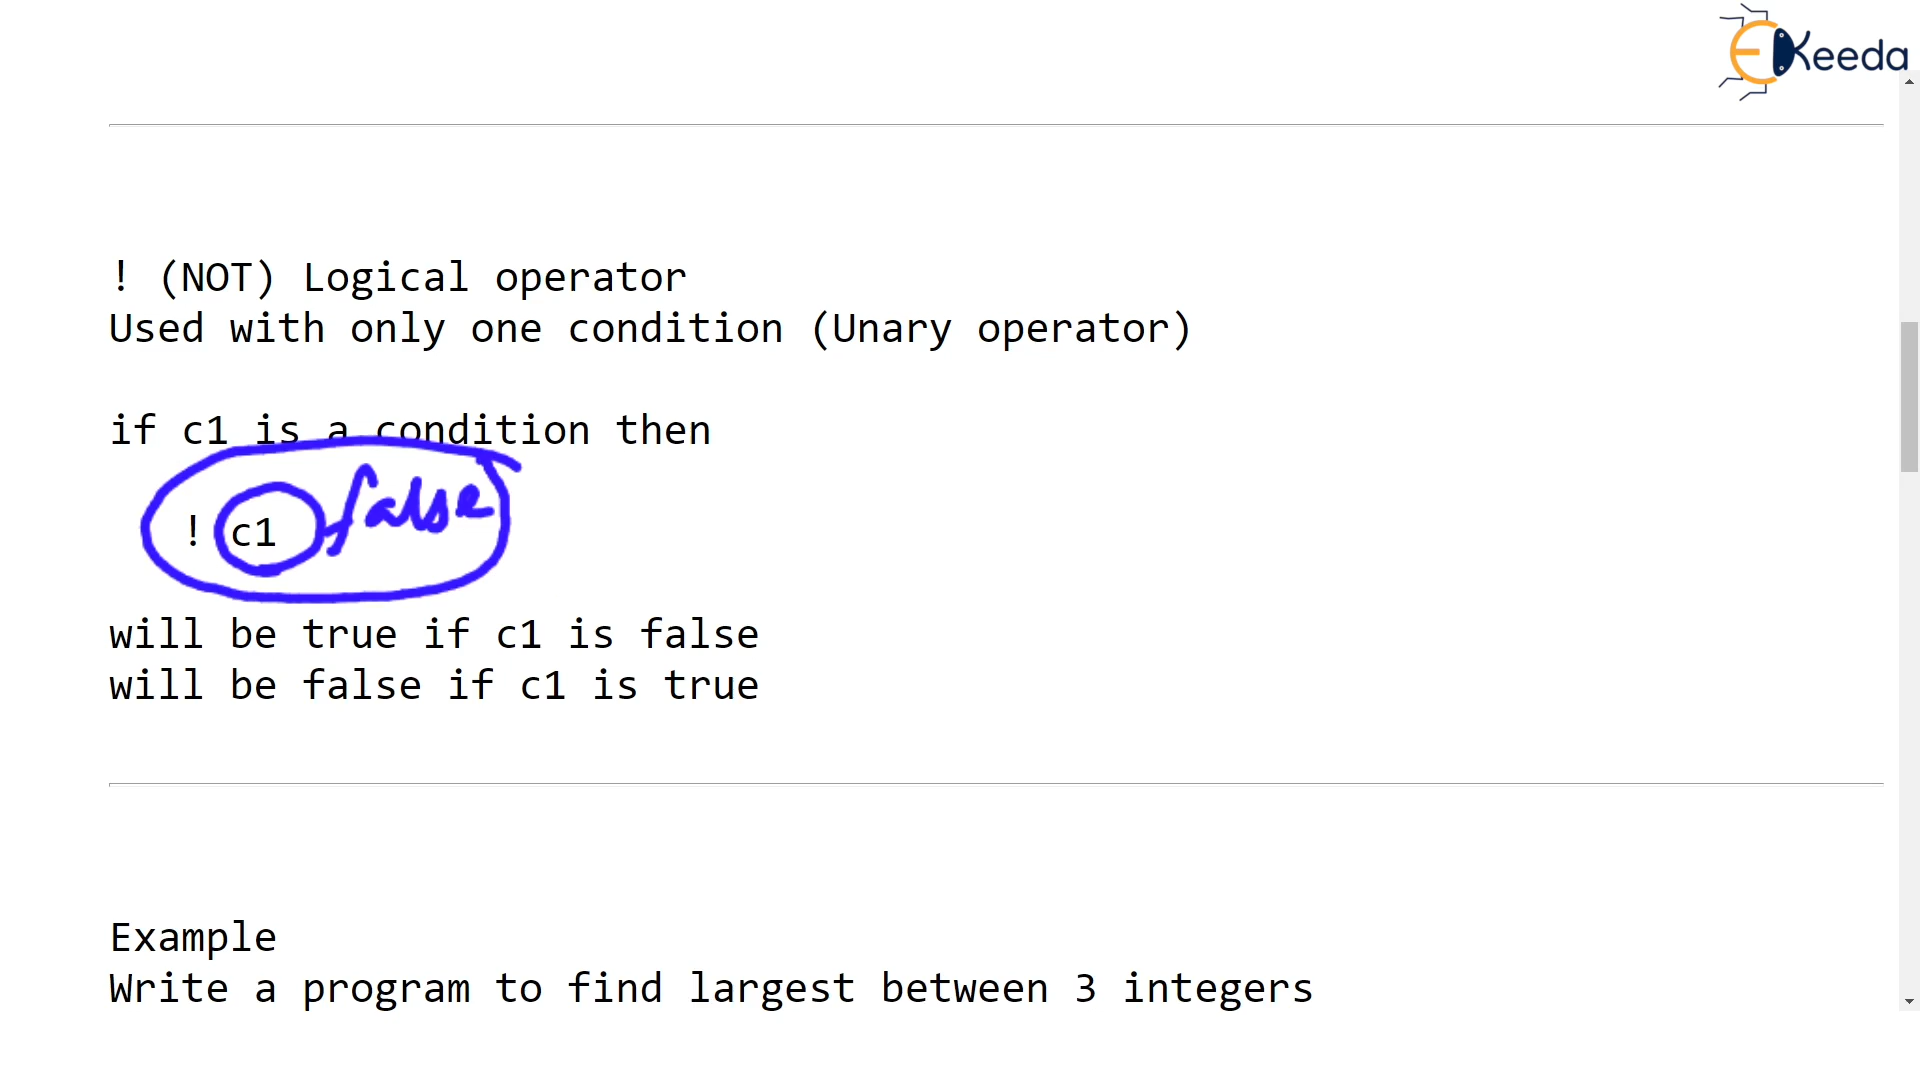 EKeeda
! (NOT) Logical operator
Used with only one condition (Unary operator)
if c1 is a condition then
! c1 false
will be true if c1 is false
will be false if c1 is true
Example
Write a program to find largest between 3 integers